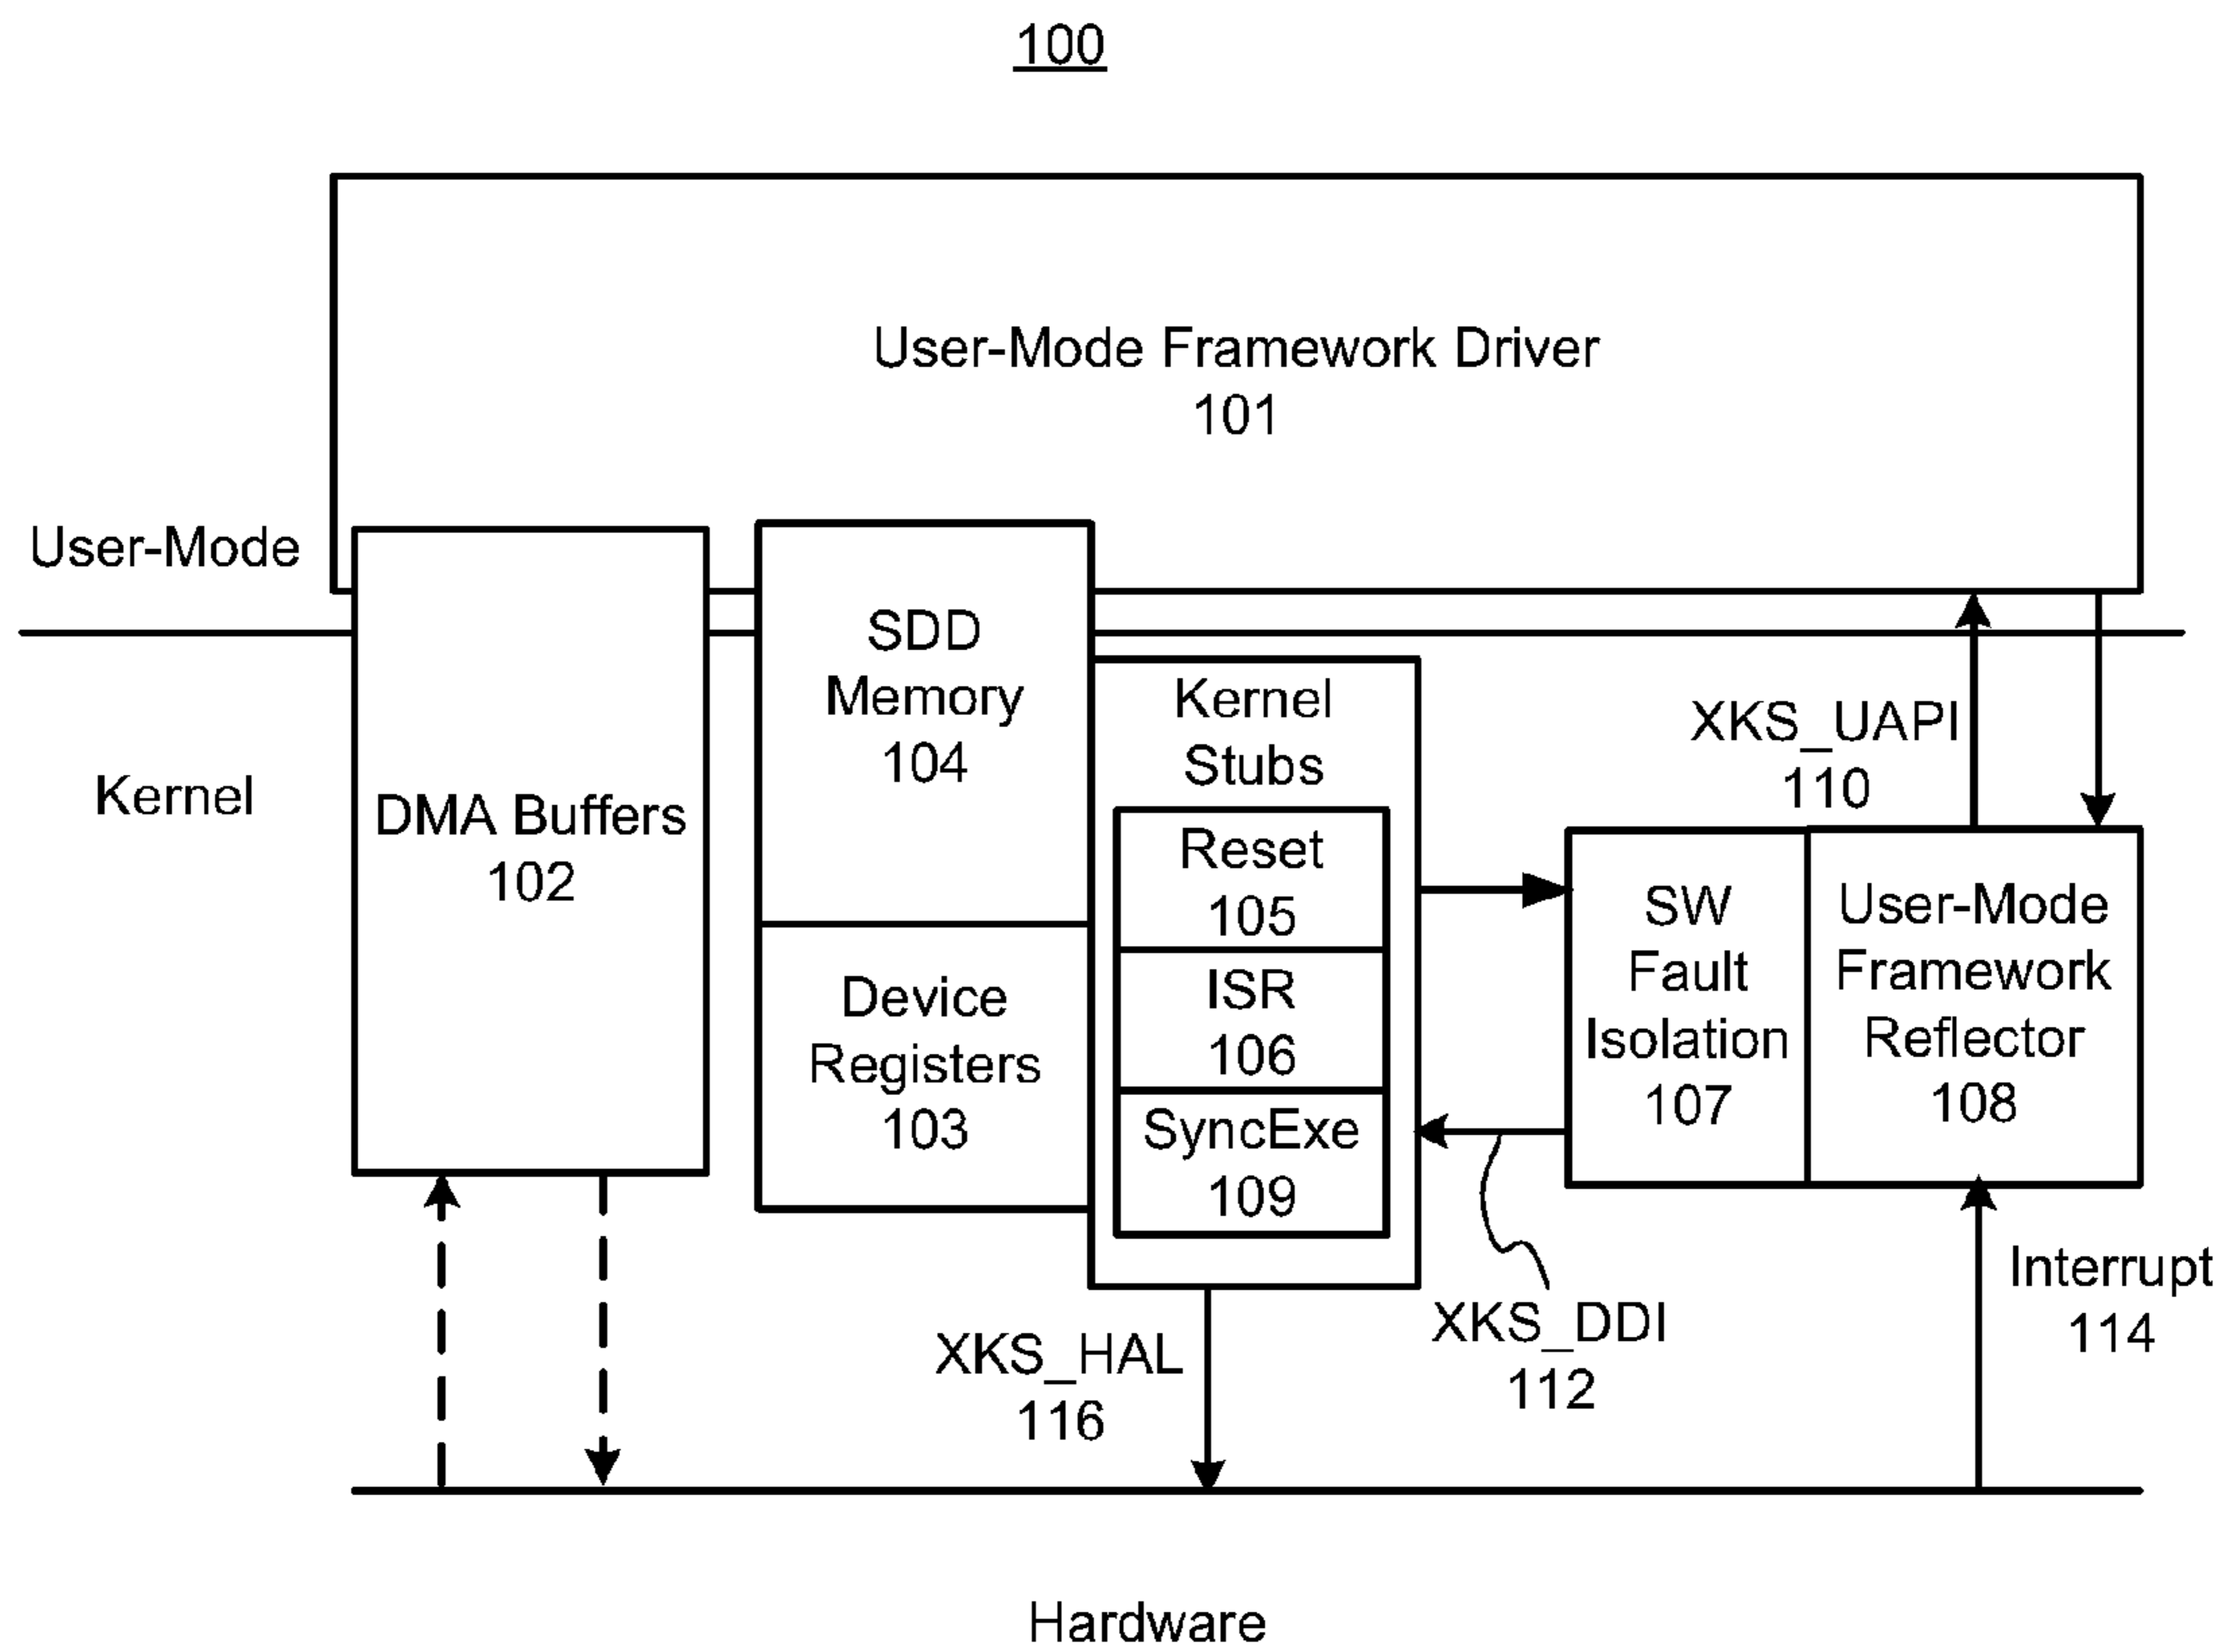 100
User-Mode Framework Driver
101
User-Mode
Kernel
DMA Buffers
102
SDD
Memory
104
Device
Registers
103
Kernel
Stubs
Reset
105
ISR
106
SyncExe
109
XKS_UAPI
110
SW
Fault
Isolation
107
User-Mode
Framework
Reflector
108
XKS_HAL
116
XKS_DDI
112
Interrupt
114
Hardware